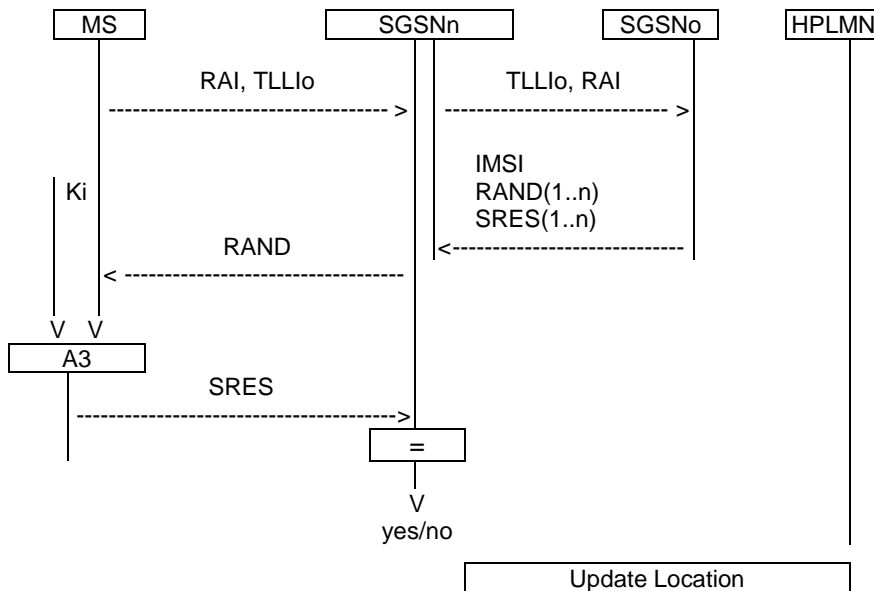 MS SGSNn SGSNo HPLMN
RAI, TLLIo TLLIo, RAI
------------------------------------ > ----------------------------- >
IMSI
Ki RAND(1..n)
SRES(1..n)
RAND <-----------------------------
< ------------------------------------
V V
A3
SRES
----------------------------------------->
=
V
yes/no
Update Location